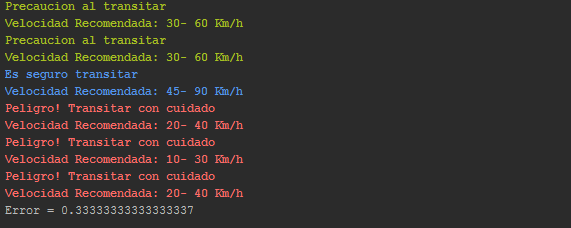 Precaucion al transitar
Velocidad Recomendada: 30- 60 Km/h
Precaucion al transitar
Velocidad Recomendada: 30- 60 Km/h
Es seguro transitar
Velocidad Recomendada: 45- 90 Km/h
Peligro! Transitar con cuidado
Velocidad Recomendada: 20- 40 Km/h
Peligro! Transitar con cuidado
Velocidad Recomendada: 10- 30 Km/h
Peligro! Transitar con cuidado
Velocidad Recomendada: 20- 40 Km/h
Error = 0.33333333333333337